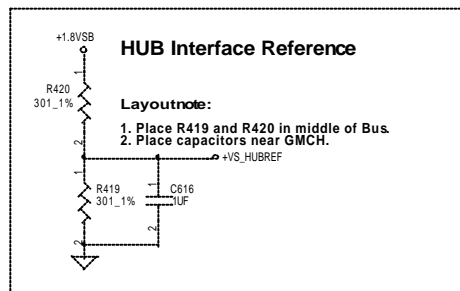 +1.8VSB
HUB Interface Reference
1
R420
301_1%
2
Layoutnote:
1. Place R419 and R420 in middle of Bus.
2. Place capacitors near GMCH.
+VS_HUBREF
1
R419
301_1%
2
1
C616
.1UF
2